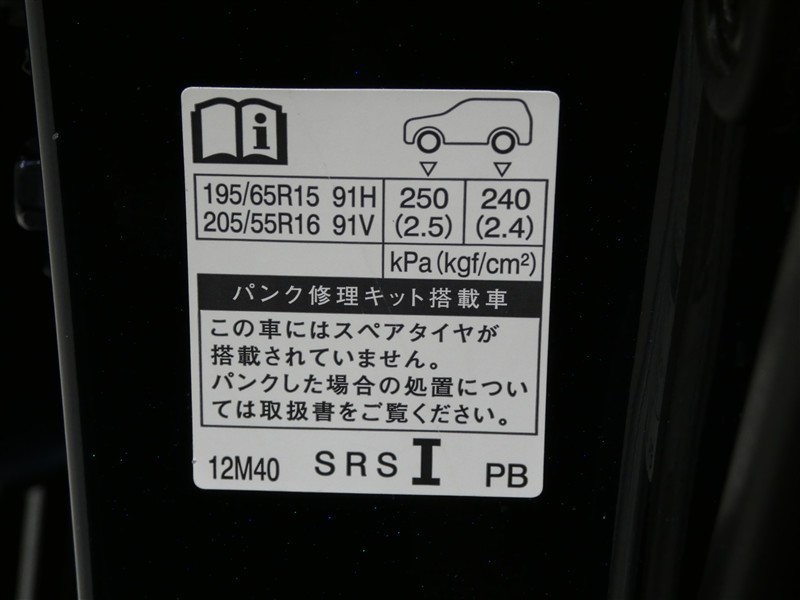 195/65R15 91H 250 240
205/55R16 91V (2.5) (2.4)
kPa(kgf/cm²)
パンク修理キット搭載車
この車にはスペアタイヤが
搭載されていません。
パンクした場合の処置につい
ては取扱書をご覧ください。
12M40 SRS I PB